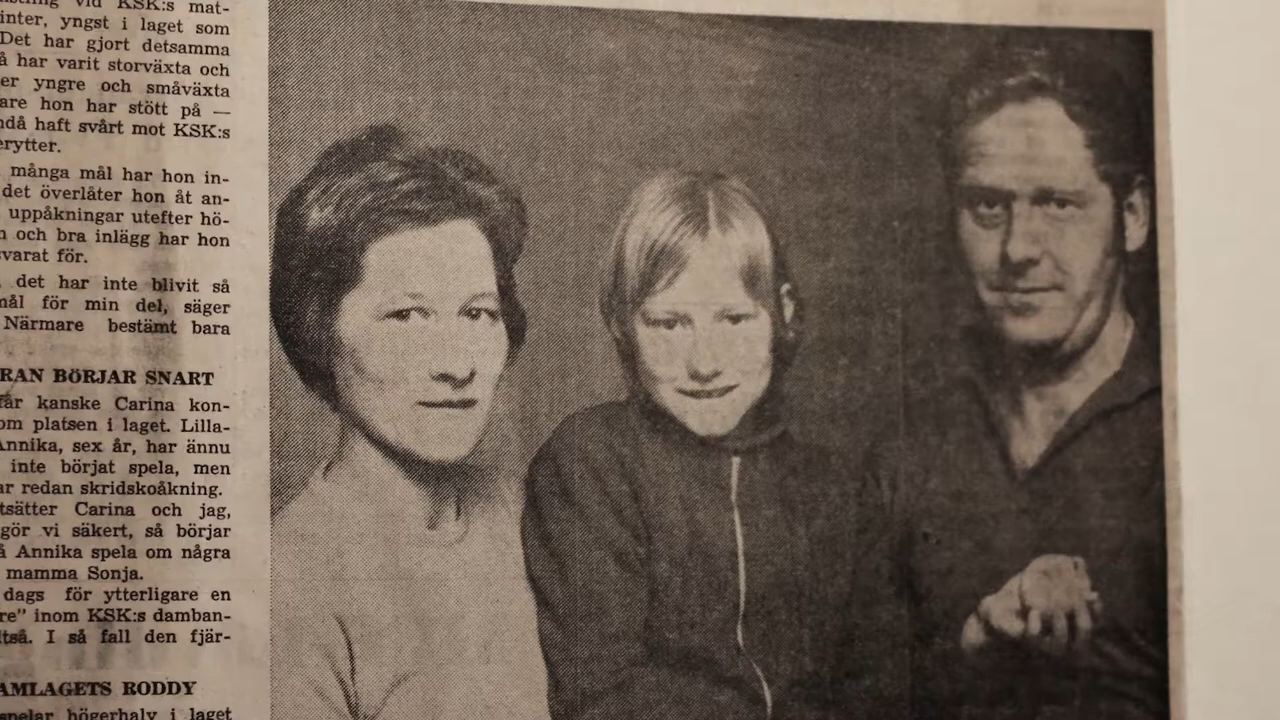 vid KSK:s mat-
inter, yngst i laget som
Det har gjort detsamma
har varit storväxta och
er yngre och småväxta
are hon har stött på —
ndå haft svårt mot KSK:s
erytter.
många mål har hon in-
det överlåter hon åt an-
uppåkningar utefter hö-
n och bra inlägg har hon
svarat för.
det har inte blivit så
mål för min del, säger
Närmare bestämt bara
RAN BÖRJAR SNART
får kanske Carina kon-
om platsen i laget. Lilla-
Annika, sex år, har ännu
inte börjat spela, men
ar redan skridskoåkning.
tsätter Carina och jag,
gör vi säkert, så börjar
å Annika spela om några
mamma Sonja.
dags för ytterligare en
re" inom KSK:s damban-
ltså. I så fall den fjär-
AMLAGETS RODDY
spelar högerhalv i laget